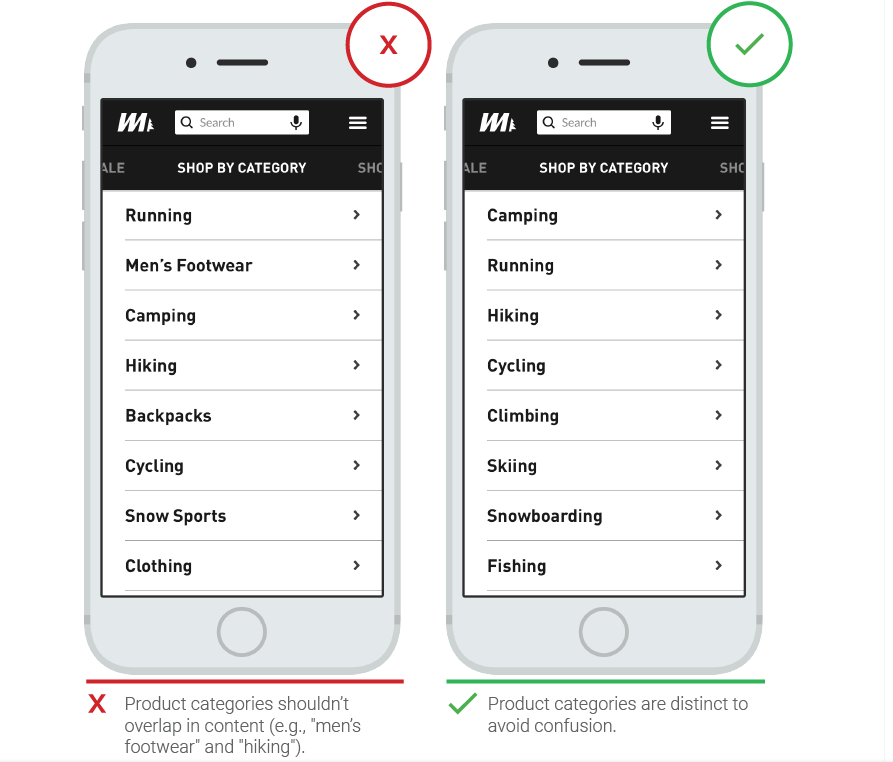 X
Search
ALE SHOP BY CATEGORY SHO
Running
Men’s Footwear
Camping
Hiking
Backpacks
Cycling
Snow Sports
Clothing
X Product categories shouldn’t
overlap in content (e.g., "men’s
footwear" and "hiking").
Search
ALE SHOP BY CATEGORY SHO
Camping
Running
Hiking
Cycling
Climbing
Skiing
Snowboarding
Fishing
Product categories are distinct to
avoid confusion.